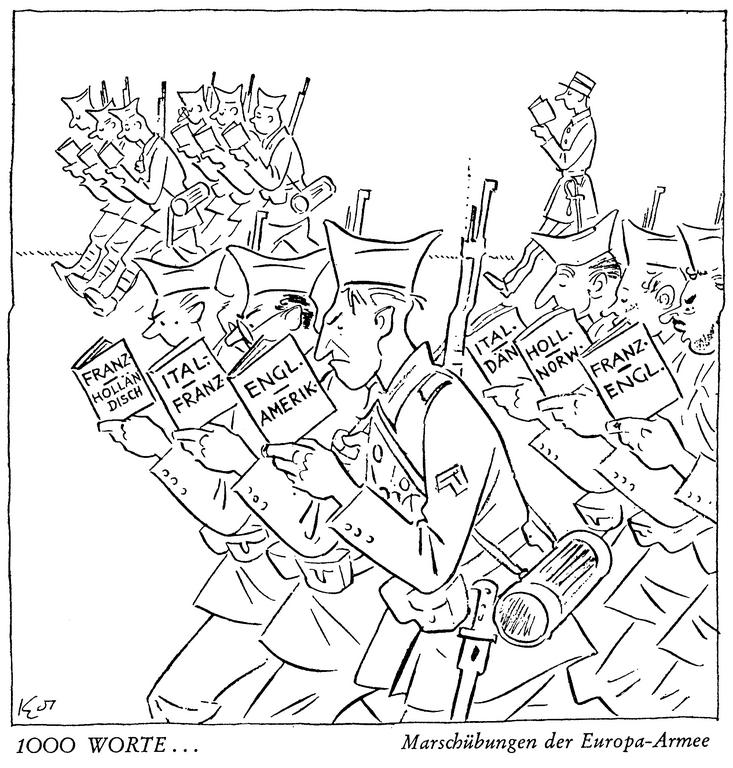 FRANZ.-
HOLLÄN
DISCH
ITAL.-
FRANZ.
ENGL.-
AMERIK.
ITAL.-
DÄN
HOLL.-
NORW.
FRANZ.-
ENGL.
1000 WORTE...
Marschübungen der Europa-Armee